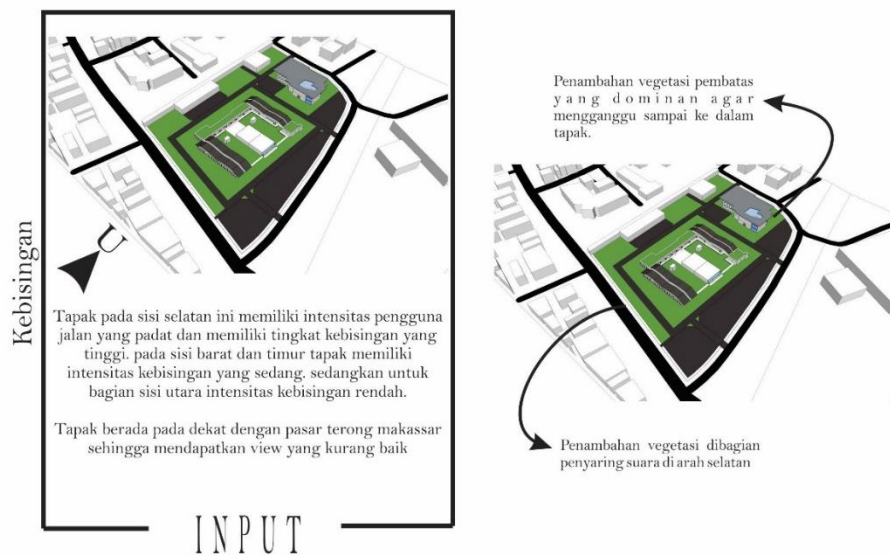 Kebisingan
U
Tapak pada sisi selatan ini memiliki intensitas pengguna
jalan yang padat dan memiliki tingkat kebisingan yang
tinggi. pada sisi barat dan timur tapak memiliki
intensitas kebisingan yang sedang. sedangkan untuk
bagian sisi utara intensitas kebisingan rendah.
Tapak berada pada dekat dengan pasar terong makassar
sehingga mendapatkan view yang kurang baik
INPUT
Penambahan vegetasi pembatas
yang dominan agar
mengganggu sampai ke dalam
tapak.
Penambahan vegetasi dibagian
penyaring suara di arah selatan